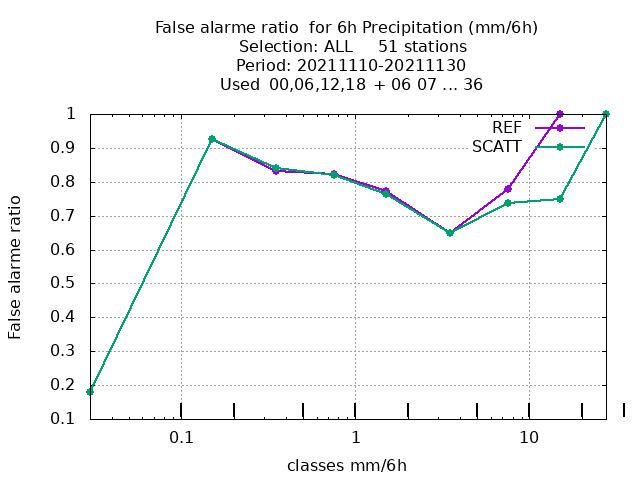 False alarme ratio  for 6h Precipitation (mm/6h)
Selection: ALL     51 stations
Period: 20211110-20211130
Used  00,06,12,18  + 06 07 ... 36
REF
SCATT
False alarme ratio
1
0.9
0.8
0.7
0.6
0.5
0.4
0.3
0.2
0.1
0.1
1
10
classes mm/6h